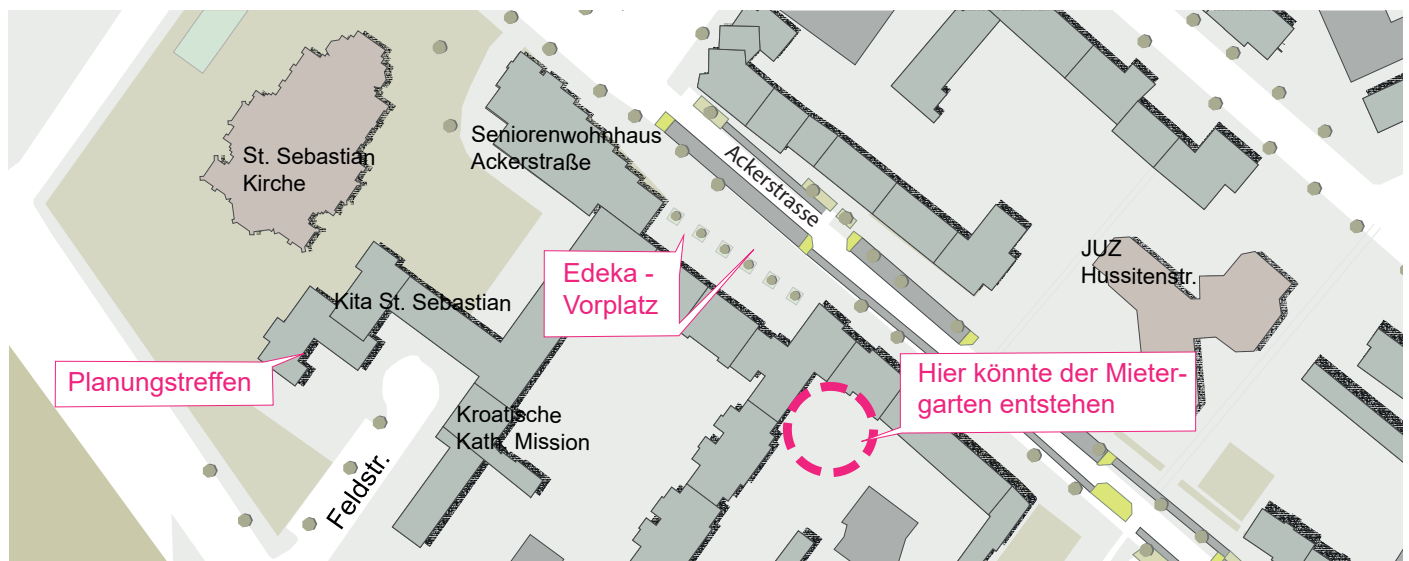 St. Sebastian
Kirche
Seniorenwohnhaus
Ackerstraße
Ackerstrasse
JUZ
Hussitenstr.
Edeka -
Vorplatz
Kita St. Sebastian
Planungstreffen
Hier könnte der Mieter-
garten entstehen
Kroatische
Kath. Mission
Feldstr.